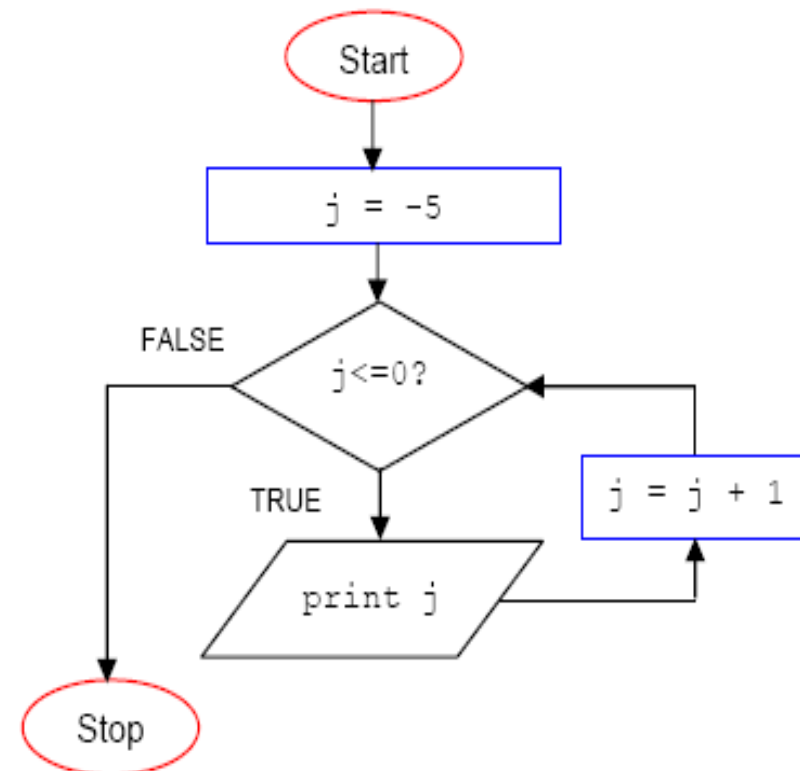 Start
j = -5
FALSE
j<=0?
TRUE
j = j + 1
print j
Stop